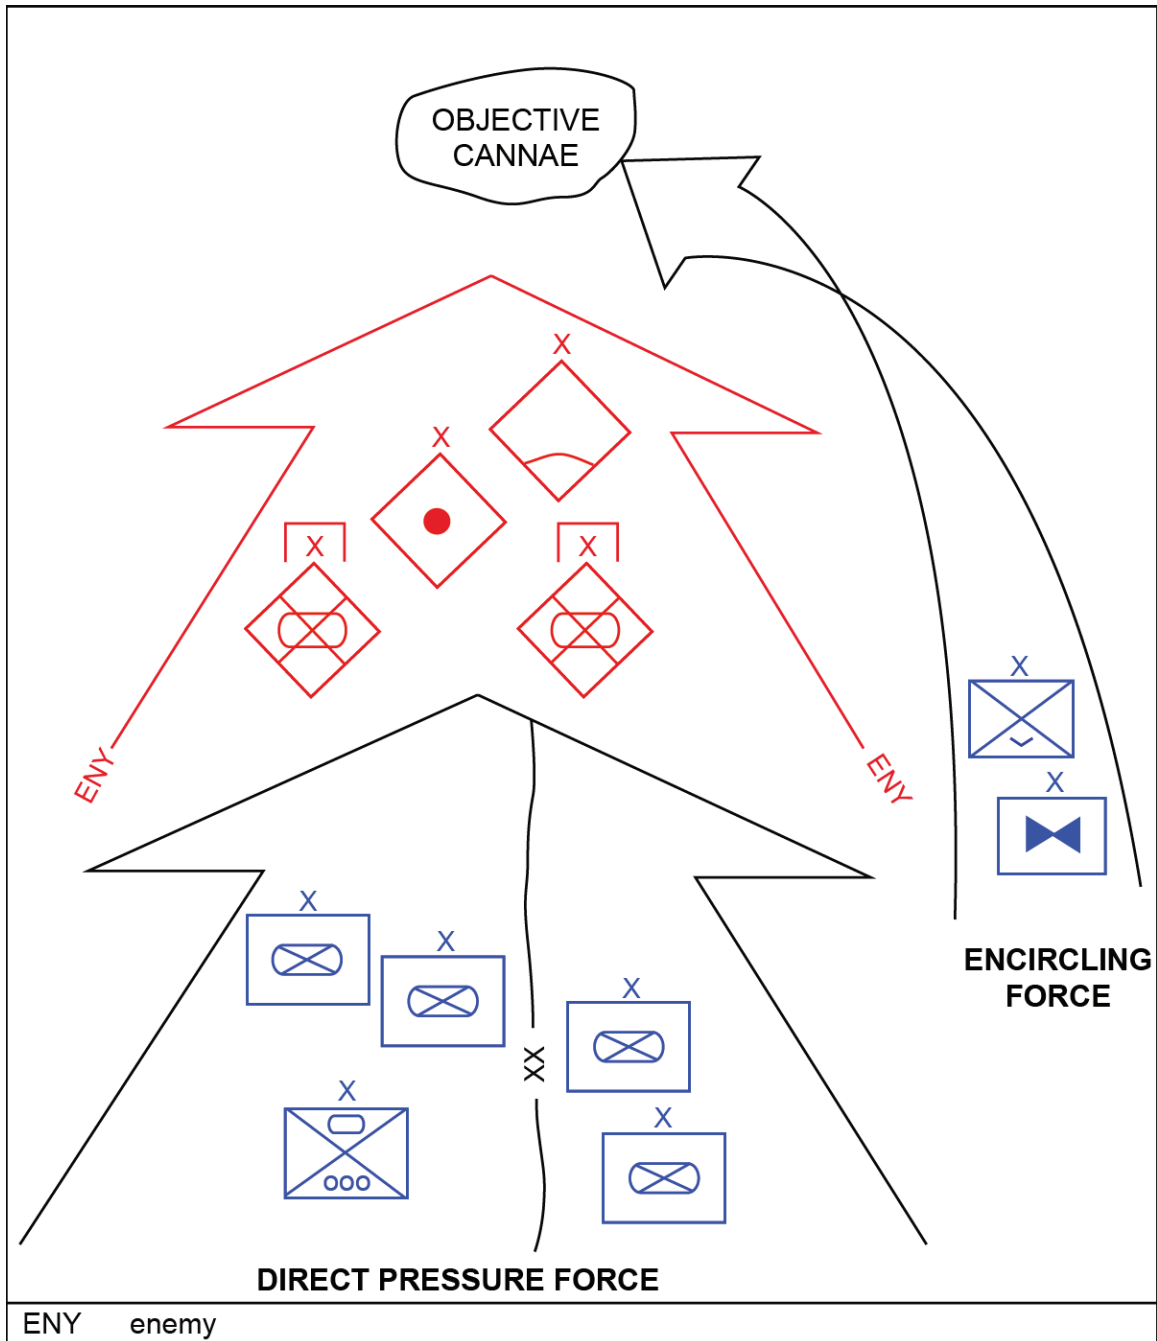 OBJECTIVE
CANNAE
X
X
X
X
ENY
ENY
X
X
ENCIRCLING
FORCE
X
X
X
XX
X
X
DIRECT PRESSURE FORCE
ENY enemy